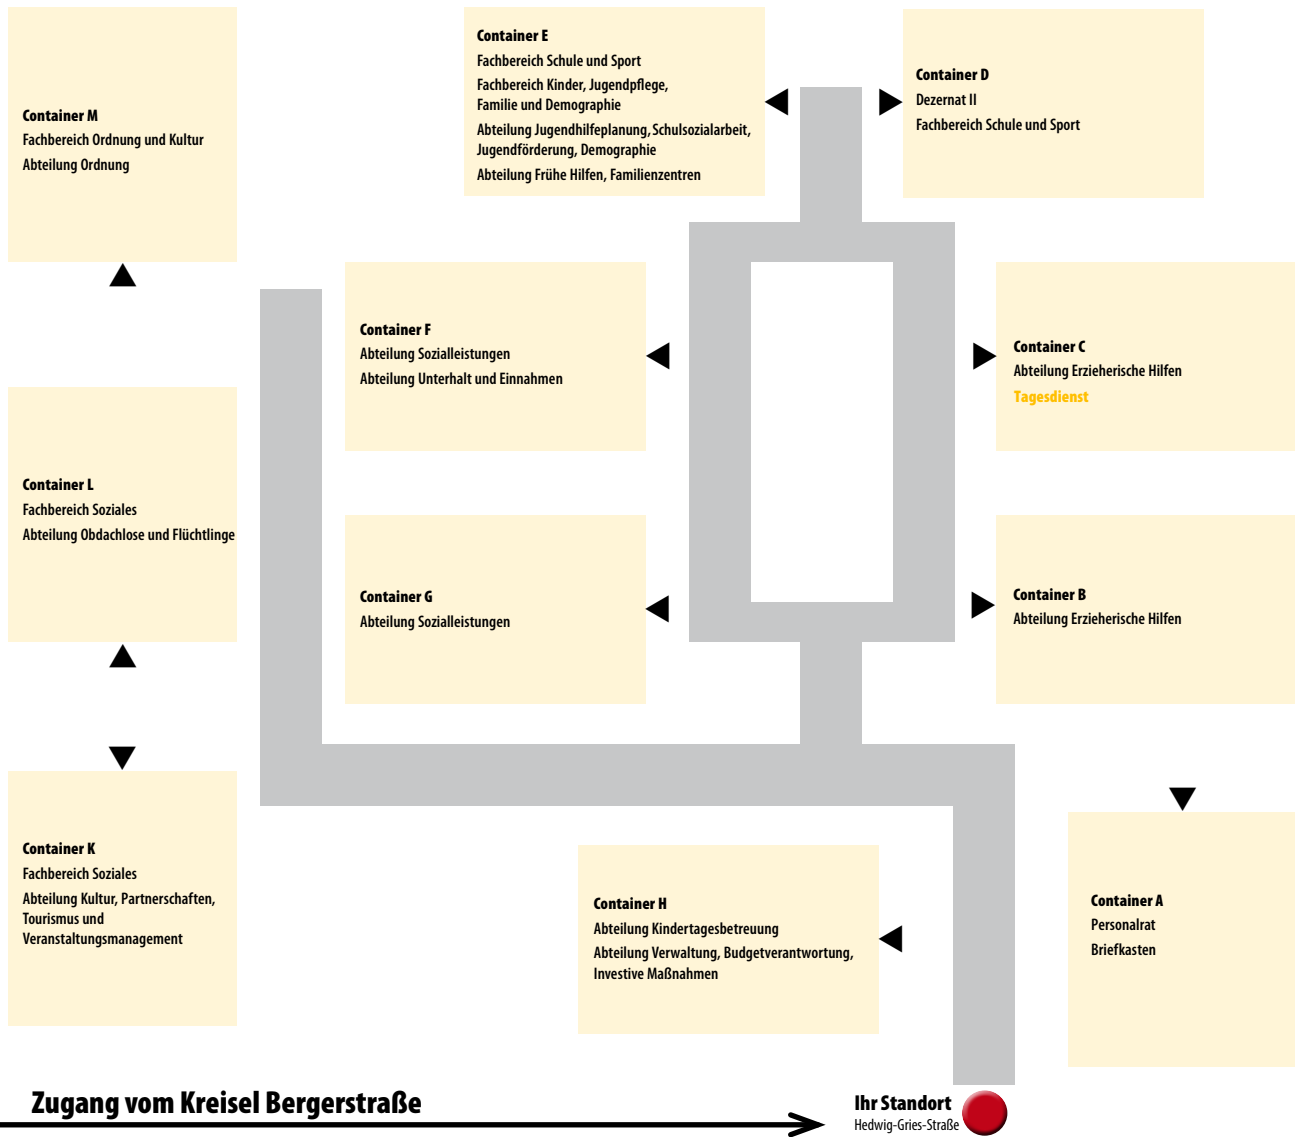 Container M
Fachbereich Ordnung und Kultur
Abteilung Ordnung
Container E
Fachbereich Schule und Sport
Fachbereich Kinder, Jugendpflege,
Familie und Demographie
Abteilung Jugendhilfeplanung, Schulsozialarbeit,
Jugendförderung, Demographie
Abteilung Frühe Hilfen, Familienzentren
Container D
Dezernat II
Fachbereich Schule und Sport
Container F
Abteilung Sozialleistungen
Abteilung Unterhalt und Einnahmen
Container C
Abteilung Erzieherische Hilfen
Tagesdienst
Container L
Fachbereich Soziales
Abteilung Obdachlose und Flüchtlinge
Container G
Abteilung Sozialleistungen
Container B
Abteilung Erzieherische Hilfen
Container K
Fachbereich Soziales
Abteilung Kultur, Partnerschaften,
Tourismus und
Veranstaltungsmanagement
Container H
Abteilung Kindertagesbetreuung
Abteilung Verwaltung, Budgetverantwortung,
Investive Maßnahmen
Container A
Personalrat
Briefkasten
Zugang vom Kreisel Bergerstraße
Ihr Standort
Hedwig-Gries-Straße